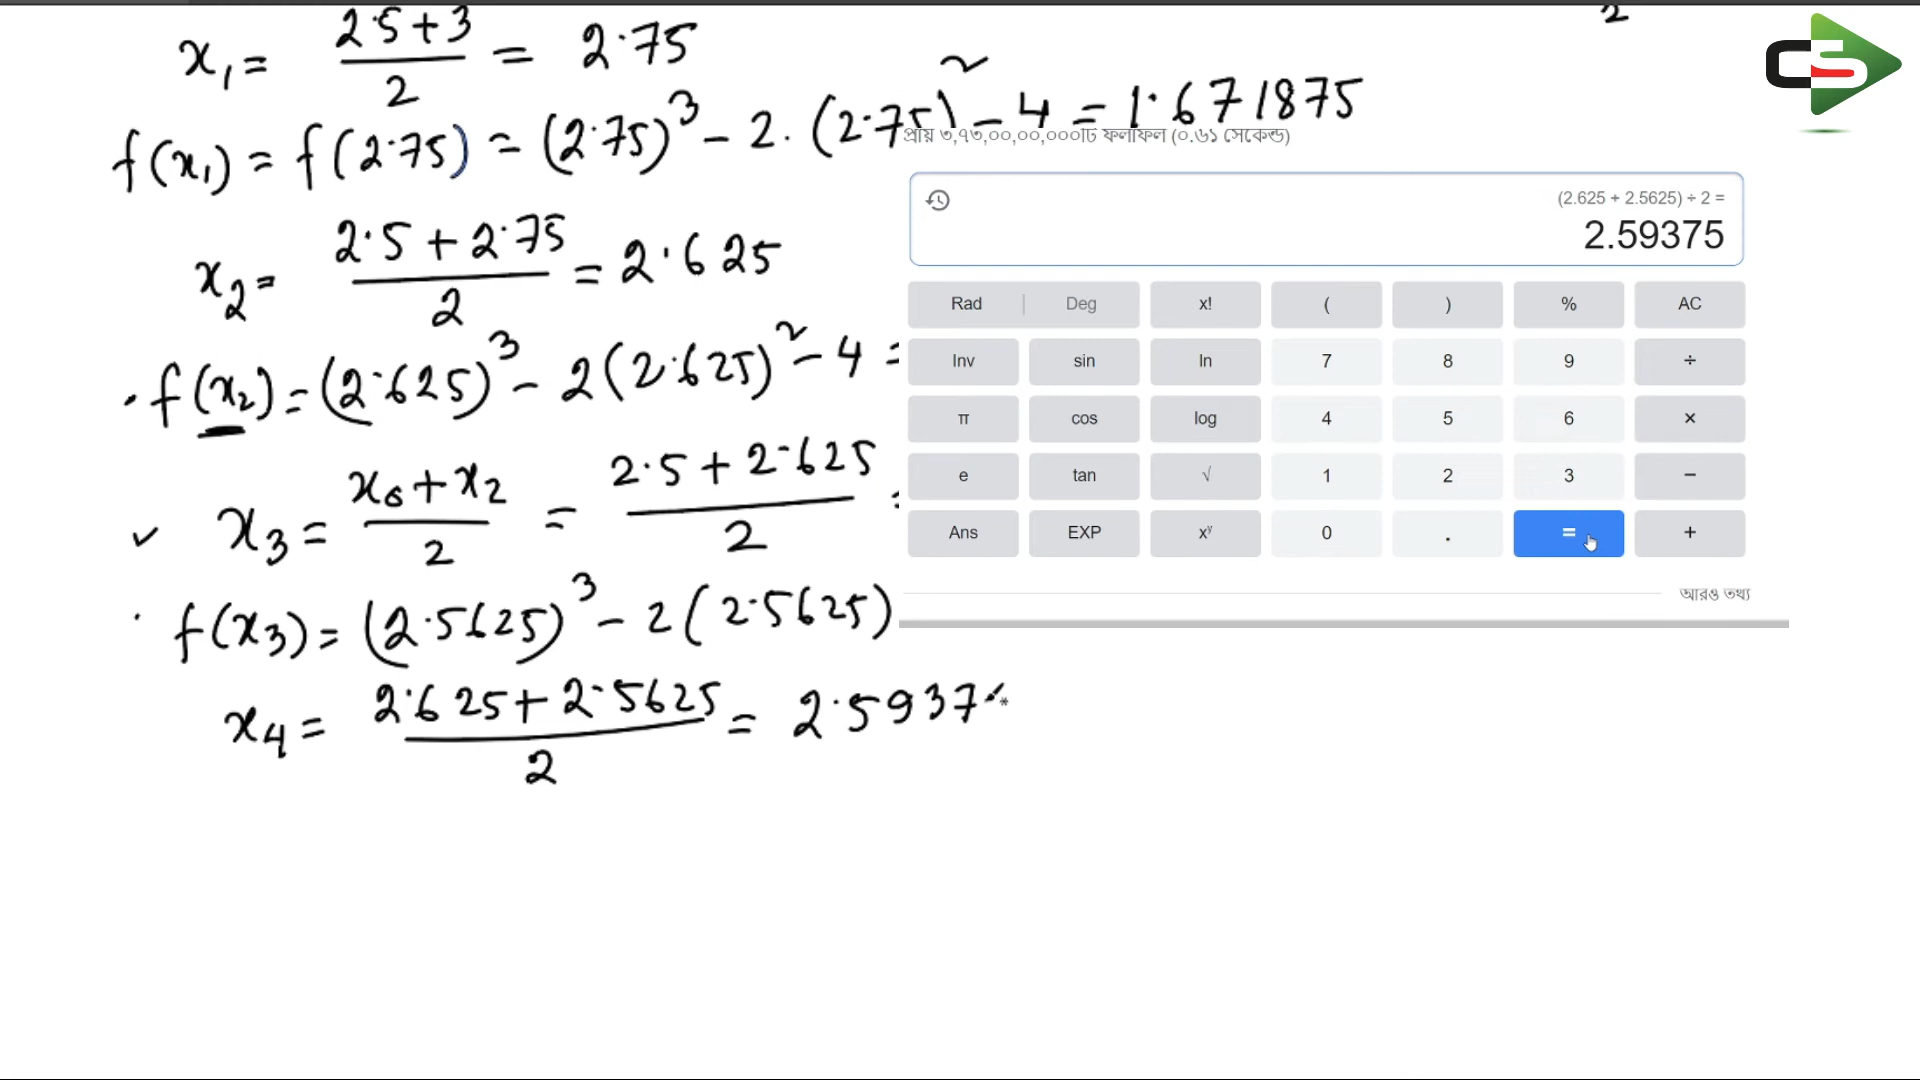 2
x₁ = (2.5+3)/2 = 2.75
f(x₁) = f(2.75) = (2.75)³ - 2.(2.75)² - 4 = 1.671875
x₂ = (2.5+2.75)/2 = 2.625
f(x₂) = (2.625)³ - 2(2.625)² - 4 =
x₃ = (x₀+x₂)/2 = (2.5+2.625)/2 =
f(x₃) = (2.5625)³ - 2(2.5625)
x₄ = (2.625+2.5625)/2 = 2.5937
CS
প্রায় ৩,৭৩,০০,০০,০০০টি ফলাফল (০.৬১ সেকেন্ড)
(2.625 + 2.5625) ÷ 2 =
2.59375
Rad | Deg x! ( ) % AC
Inv sin ln 7 8 9 ÷
π cos log 4 5 6 ×
e tan √ 1 2 3 −
Ans EXP xʸ 0 . = +
আরও তথ্য